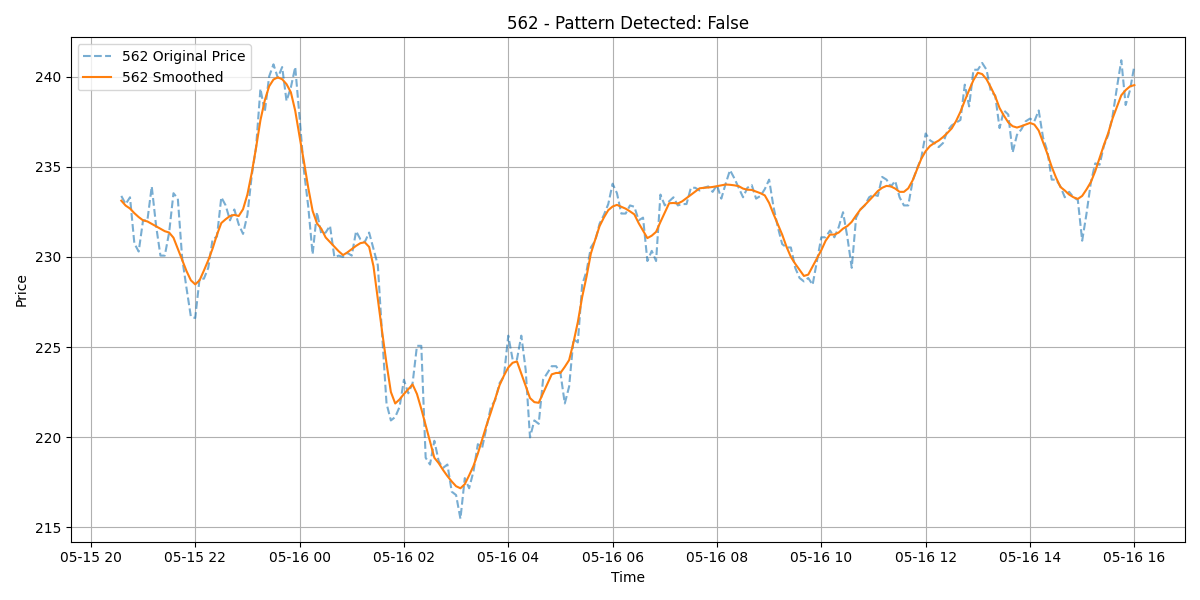 562 - Pattern Detected: False
562 Original Price
562 Smoothed
Price
240
235
230
225
220
215
05-15 20 05-15 22 05-16 00 05-16 02 05-16 04 05-16 06 05-16 08 05-16 10 05-16 12 05-16 14 05-16 16
Time